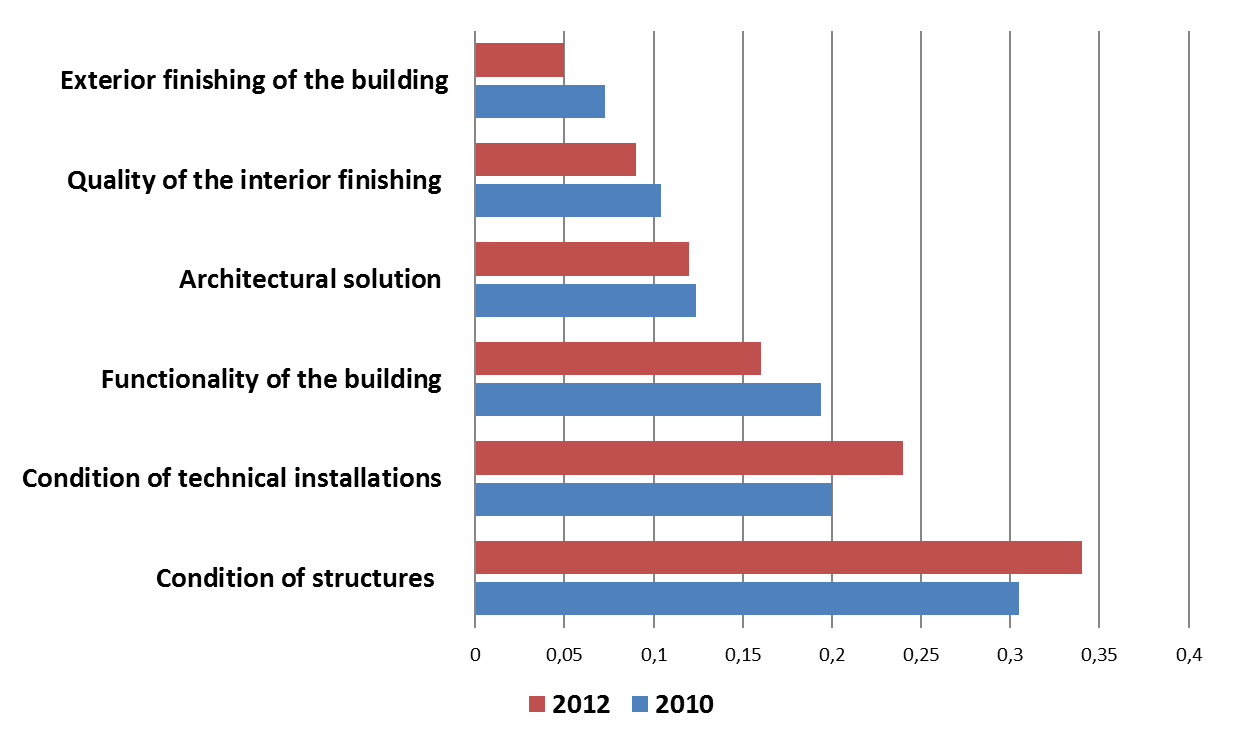 Exterior finishing of the building
Quality of the interior finishing
Architectural solution
Functionality of the building
Condition of technical installations
Condition of structures
0 0,05 0,1 0,15 0,2 0,25 0,3 0,35 0,4
2012 2010